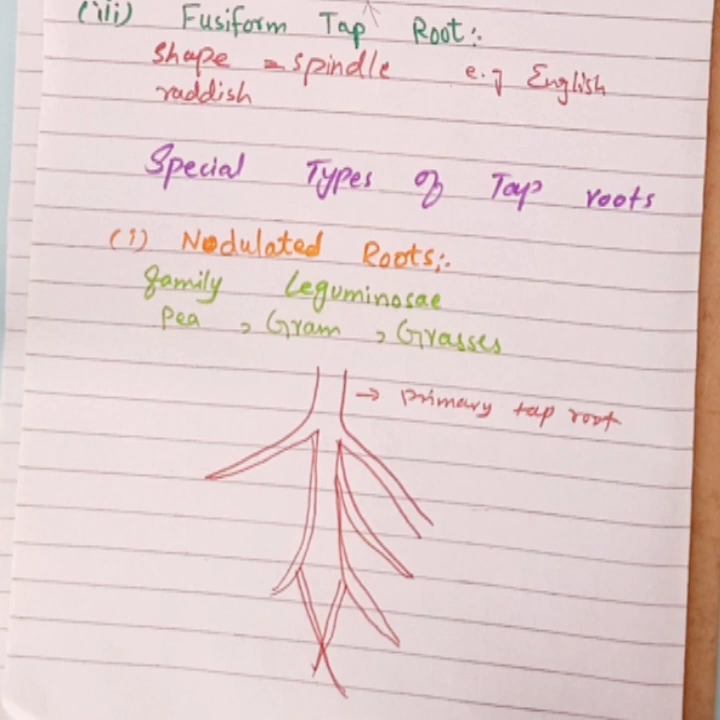 (iii) Fusiform Tap Root:-
Shape = spindle e.g English
raddish
Special Types of Tap roots
(i) Nodulated Roots:-
family Leguminosae
Pea , Gram , Grasses
→ Primary tap root